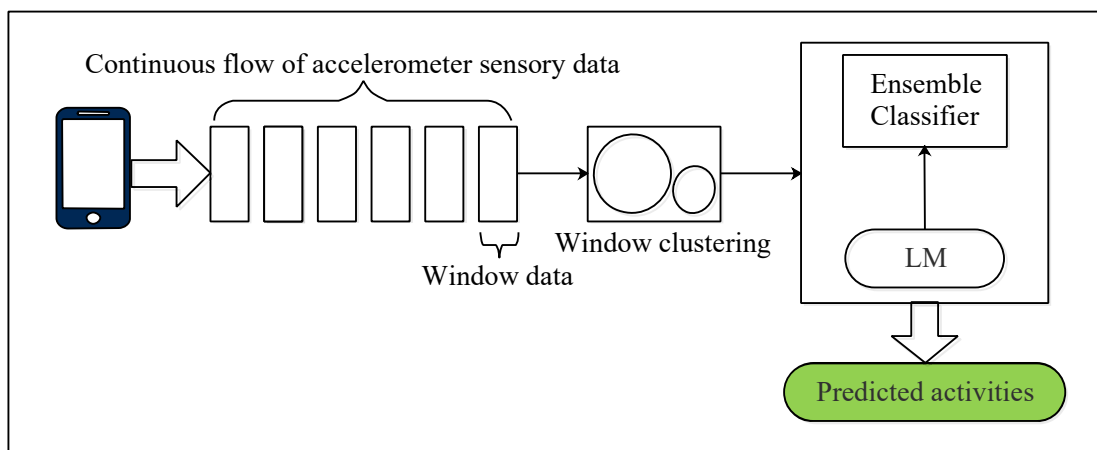 Continuous flow of accelerometer sensory data
Ensemble
Classifier
Window clustering
LM
Window data
Predicted activities